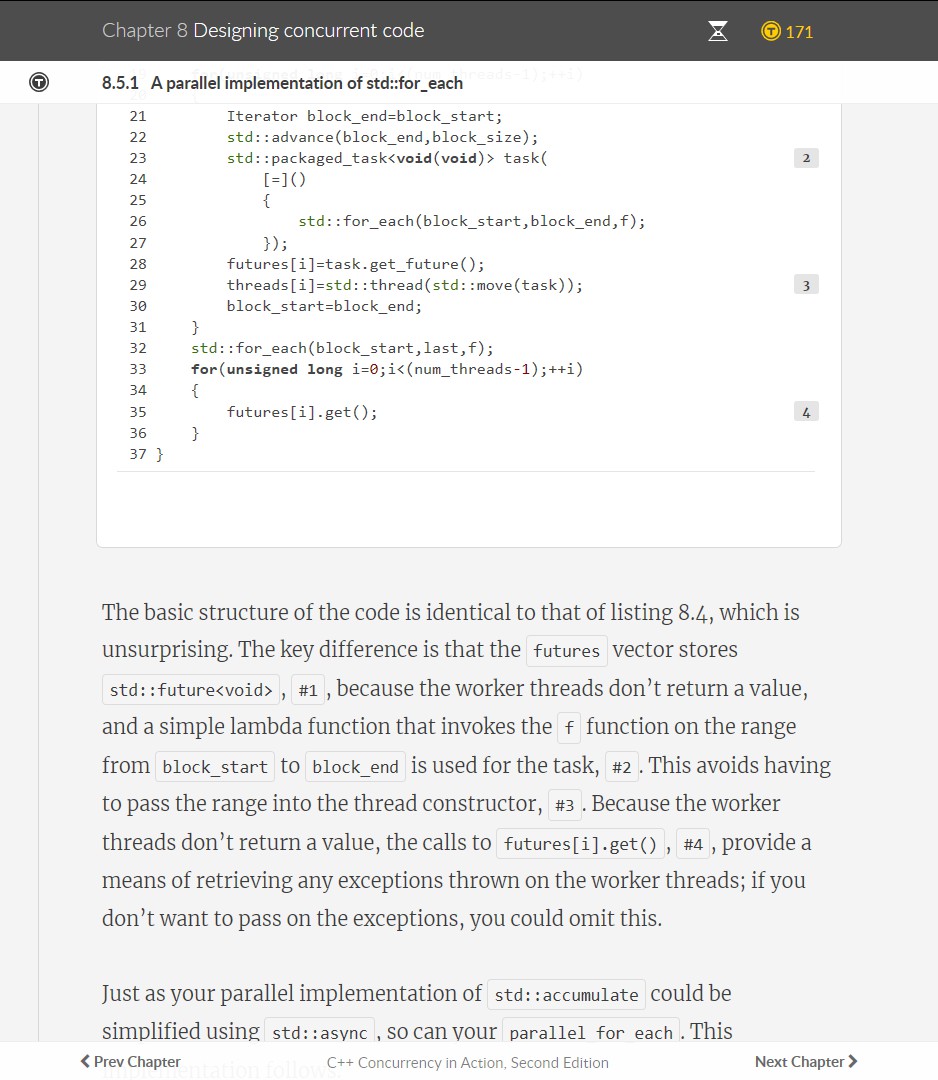 Chapter 8 Designing concurrent code
171
8.5.1 A parallel implementation of std::for_each
21 Iterator block_end=block_start;
22 std::advance(block_end,block_size);
23 std::packaged_task<void(void)> task( 2
24 [=]()
25 {
26 std::for_each(block_start,block_end,f);
27 });
28 futures[i]=task.get_future();
29 threads[i]=std::thread(std::move(task)); 3
30 block_start=block_end;
31 }
32 std::for_each(block_start,last,f);
33 for(unsigned long i=0;i<(num_threads-1);++i)
34 {
35 futures[i].get(); 4
36 }
37 }
The basic structure of the code is identical to that of listing 8.4, which is
unsurprising. The key difference is that the futures vector stores
std::future<void> , #1 , because the worker threads don’t return a value,
and a simple lambda function that invokes the f function on the range
from block_start to block_end is used for the task, #2 . This avoids having
to pass the range into the thread constructor, #3 . Because the worker
threads don’t return a value, the calls to futures[i].get() , #4 , provide a
means of retrieving any exceptions thrown on the worker threads; if you
don’t want to pass on the exceptions, you could omit this.
Just as your parallel implementation of std::accumulate could be
simplified using std::async , so can your parallel_for_each . This
implementation follows.
Prev Chapter C++ Concurrency in Action, Second Edition Next Chapter